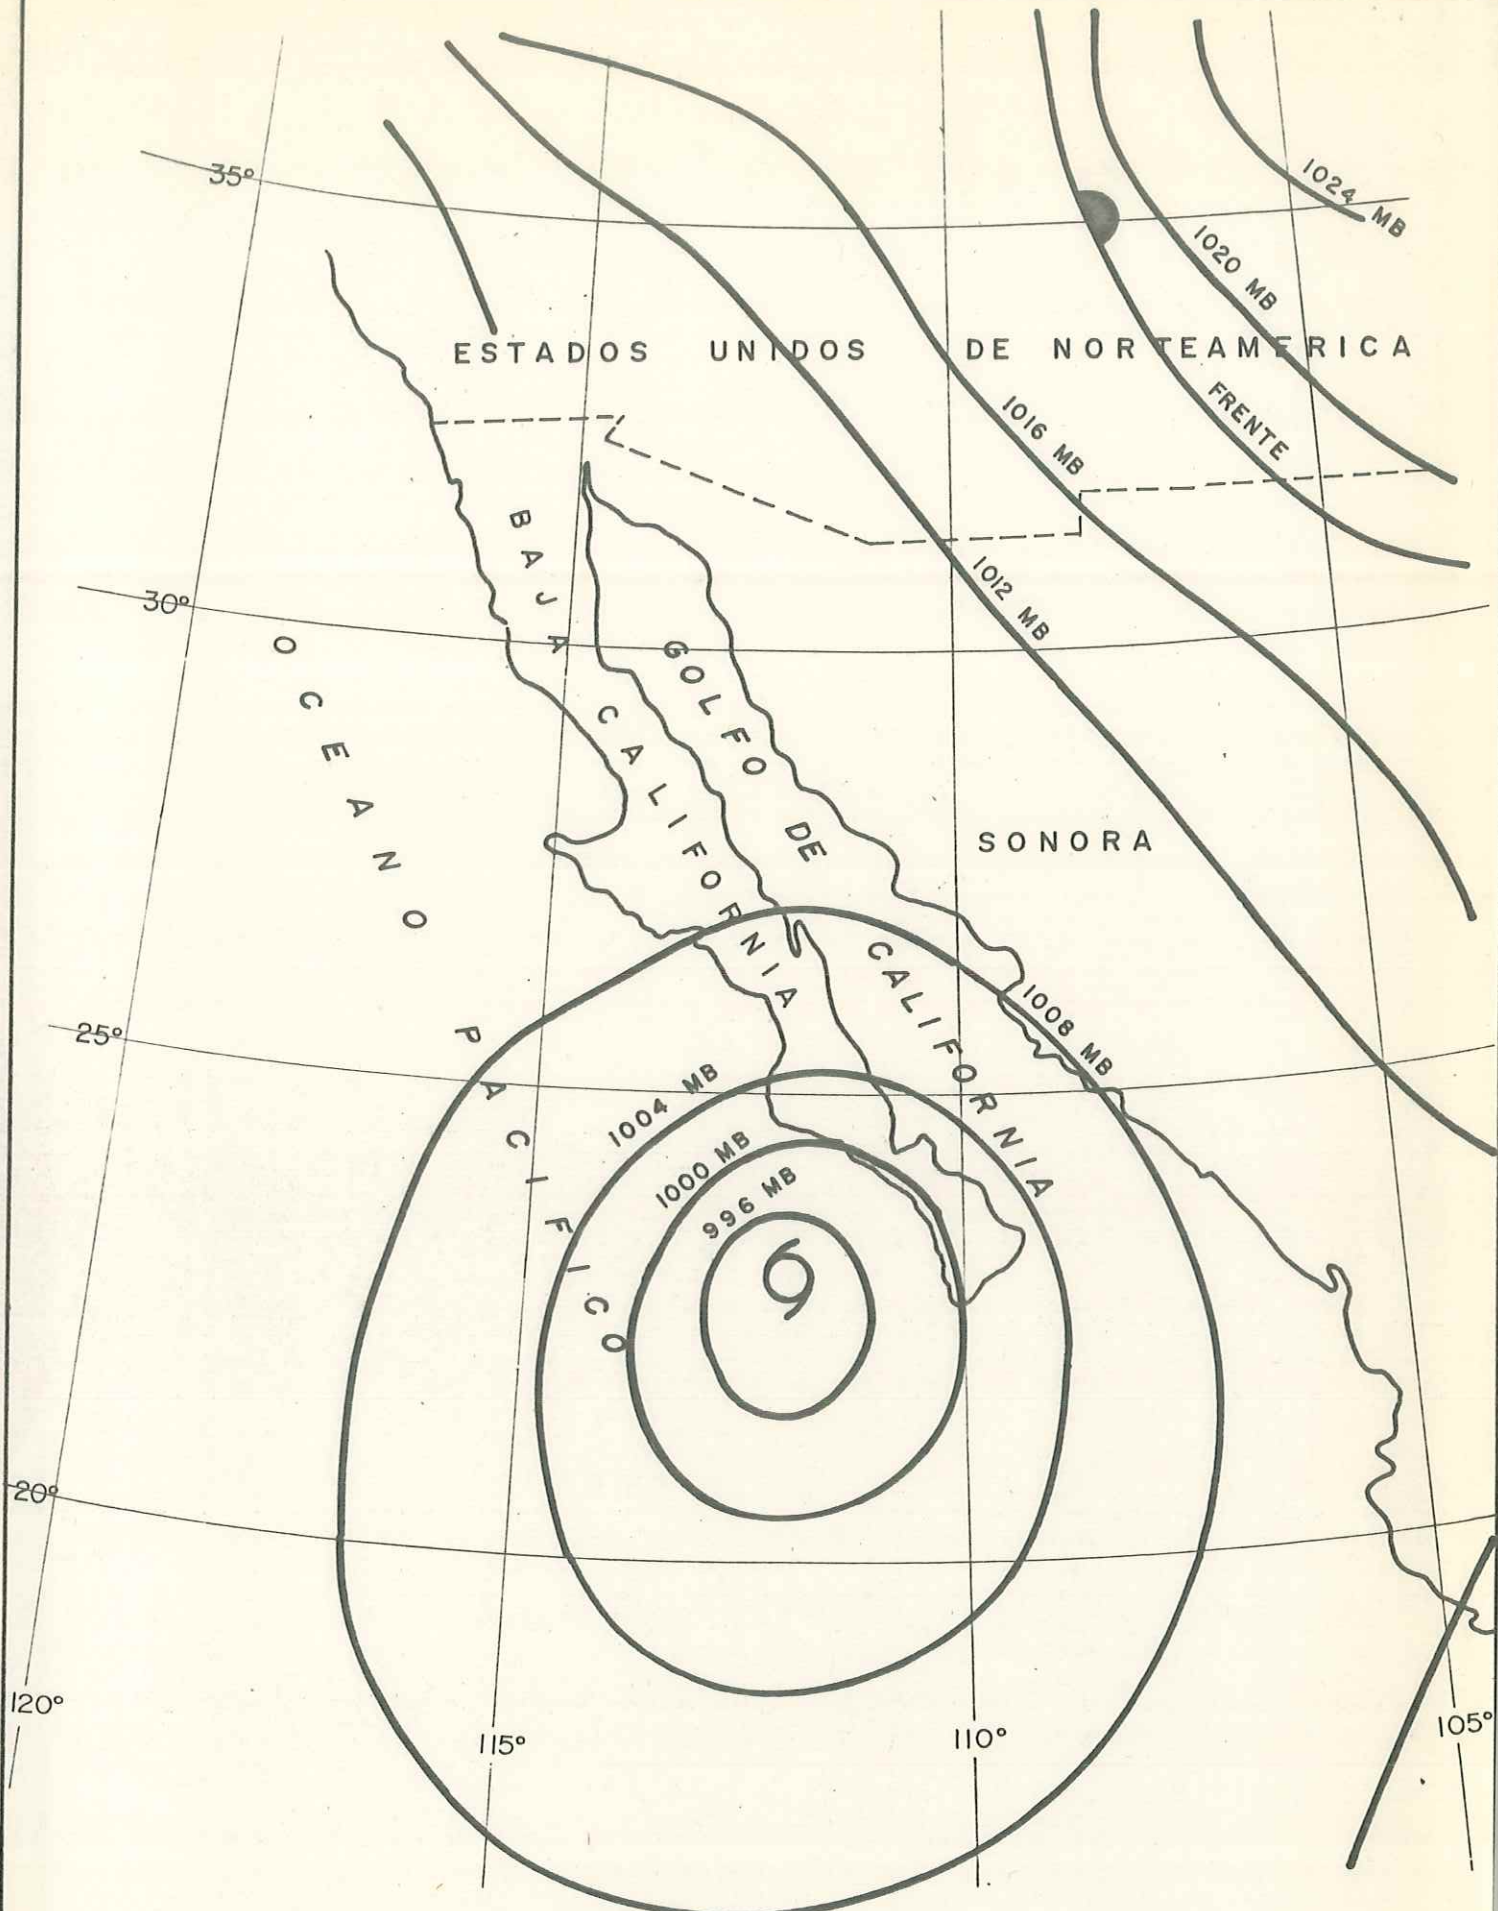 35°
1024 MB
1020 MB
ESTADOS UNIDOS DE NORTEAMERICA
1016 MB
FRENTE
1012 MB
30°
BAJA CALIFORNIA
GOLFO DE CALIFORNIA
OCEANO PACIFICO
SONORA
1008 MB
25°
1004 MB
1000 MB
996 MB
20°
120°
115°
110°
105°